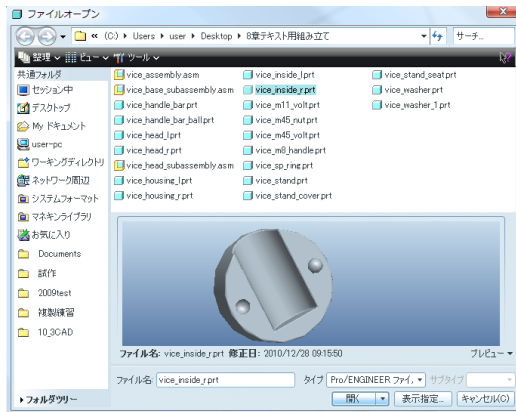 ファイルオープン
« (C:) ▸ Users ▸ user ▸ Desktop ▸ 8章テキスト用組み立て サーチ...
整理 ビュー ツール
共通フォルダ
セッション中
デスクトップ
My ドキュメント
user-pc
ワーキングディレクトリ
ネットワーク周辺
システムフォーマット
マネキンライブラリ
お気に入り
Documents
試作
2009test
複製練習
10_3CAD
▸ フォルダツリー
vice_assembly.asm
vice_base_subassembly.asm
vice_handle_bar.prt
vice_handle_bar_ball.prt
vice_head_l.prt
vice_head_r.prt
vice_head_subassembly.asm
vice_housing_l.prt
vice_housing_r.prt
vice_inside_l.prt
vice_inside_r.prt
vice_m11_volt.prt
vice_m45_nut.prt
vice_m45_volt.prt
vice_m8_handle.prt
vice_sp_ring.prt
vice_stand.prt
vice_stand_cover.prt
vice_stand_seat.prt
vice_washer.prt
vice_washer_1.prt
ファイル名: vice_inside_r.prt 修正日: 2010/12/28 09:15:50 プレビュー
ファイル名: vice_inside_r.prt タイプ Pro/ENGINEER ファイ, サブタイプ
開く 表示指定... キャンセル(C)